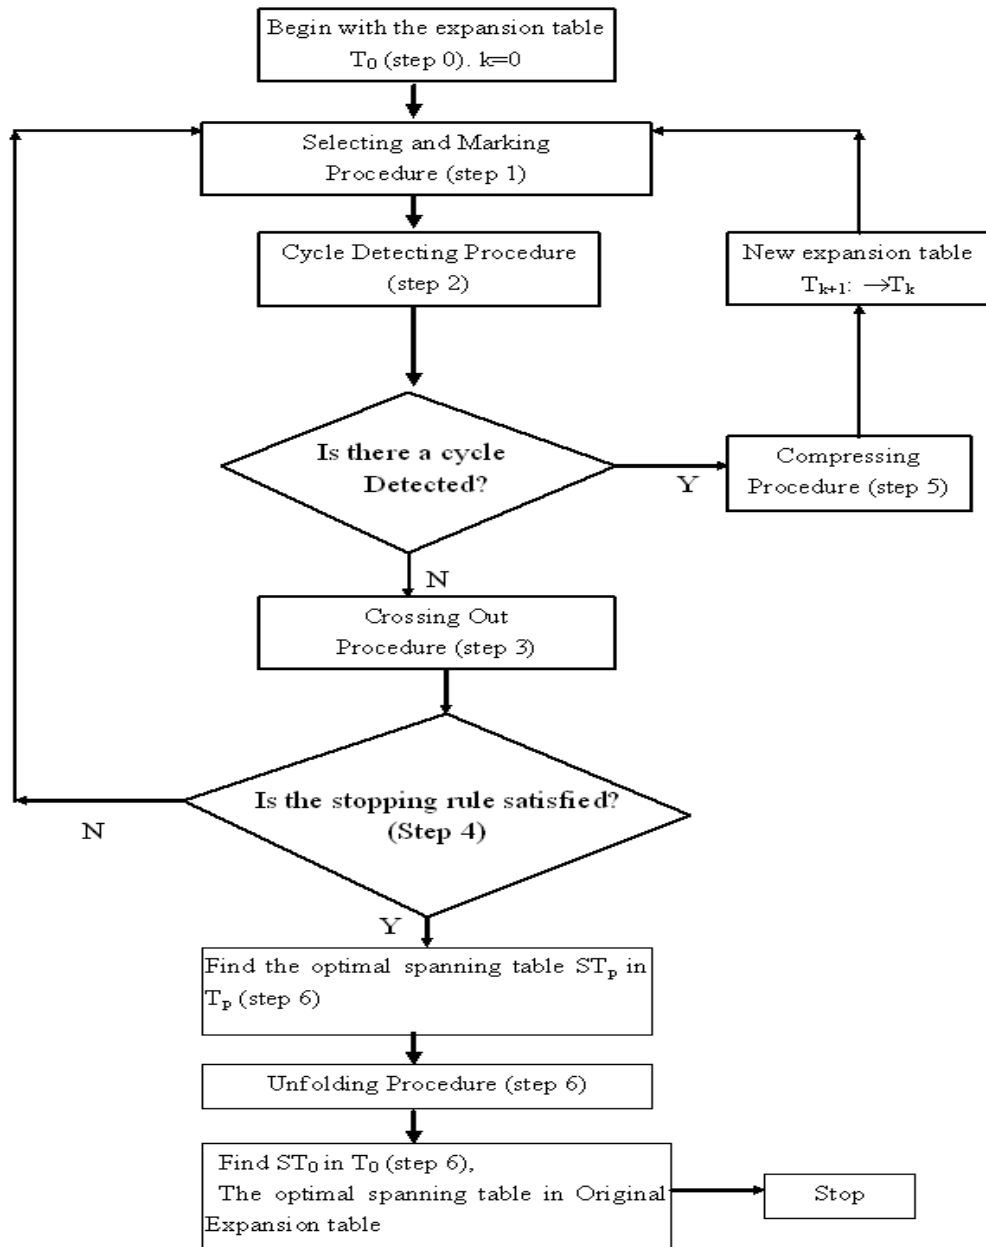 Begin with the expansion table
T₀ (step 0). k=0
Selecting and Marking
Procedure (step 1)
Cycle Detecting Procedure
(step 2)
New expansion table
Tₖ₊₁: →Tₖ
Is there a cycle
Detected?
Y
Compressing
Procedure (step 5)
N
Crossing Out
Procedure (step 3)
Is the stopping rule satisfied?
(Step 4)
N
Y
Find the optimal spanning table STₚ in
Tₚ (step 6)
Unfolding Procedure (step 6)
Find ST₀ in T₀ (step 6),
The optimal spanning table in Original
Expansion table
Stop